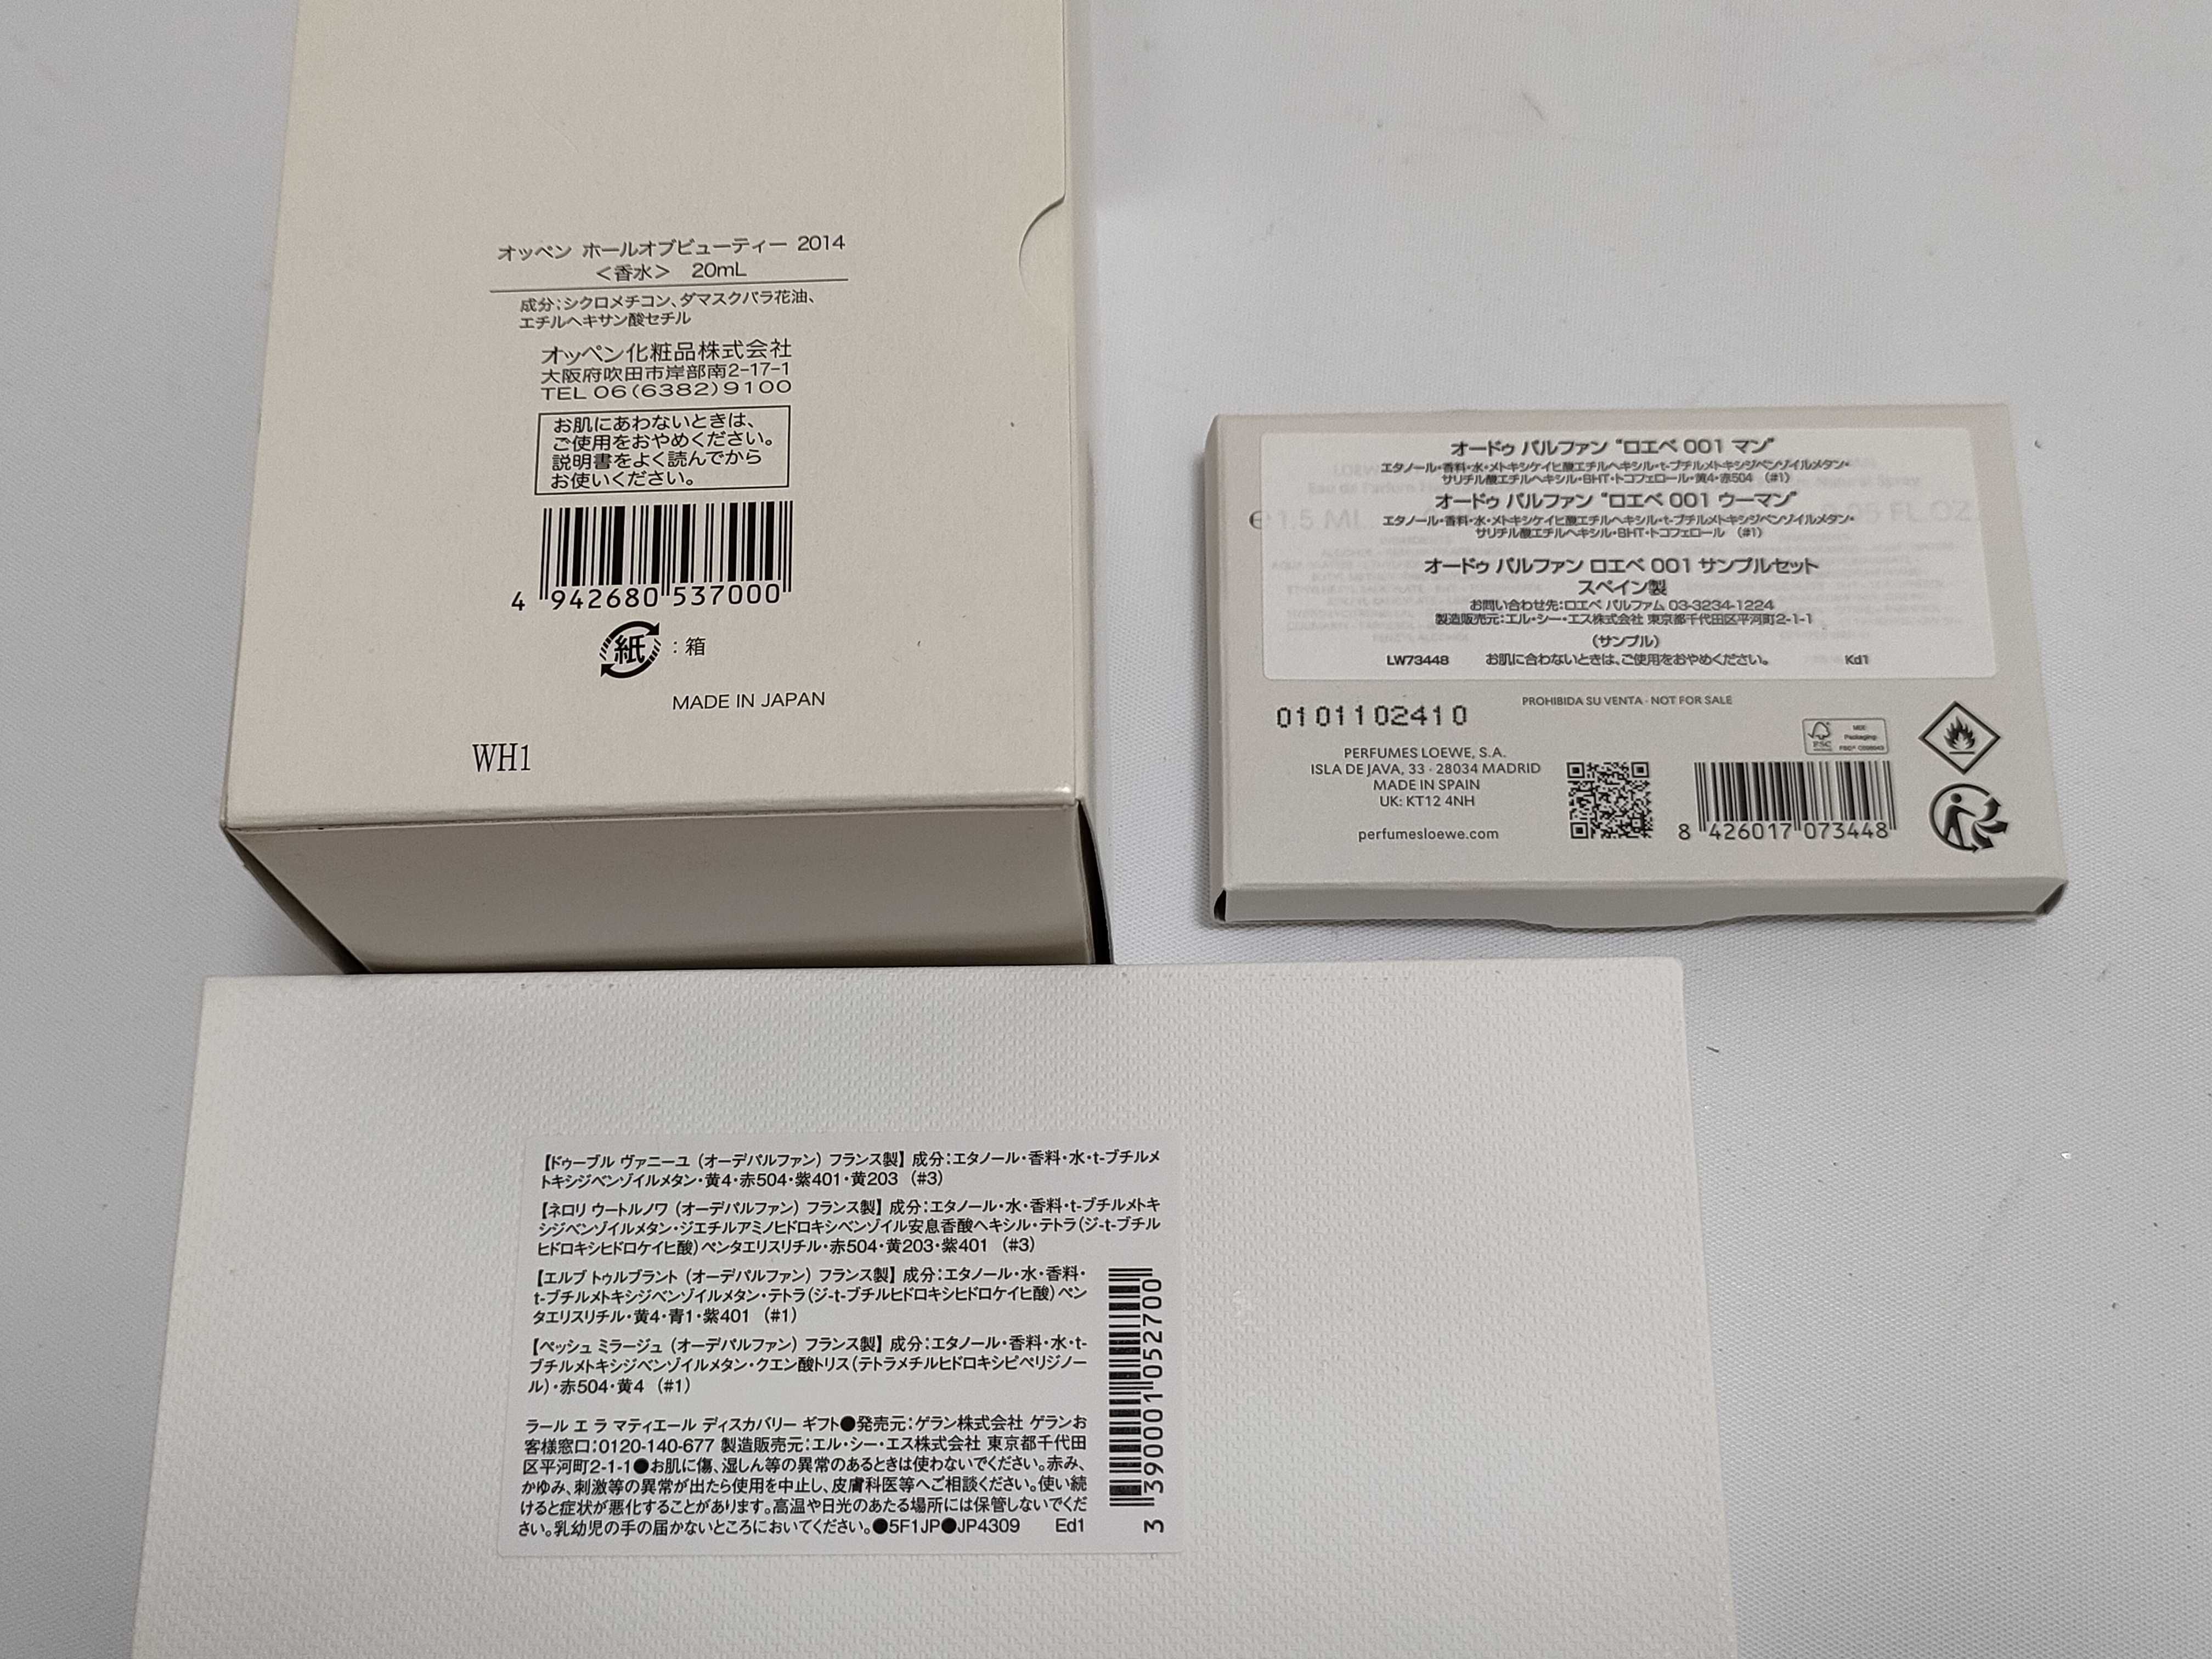 オッペン ホールオブビューティー 2014
＜香水＞ 20mL
成分：シクロメチコン、ダマスクバラ花油、
エチルヘキサン酸セチル
オッペン化粧品株式会社
大阪府吹田市岸部南2-17-1
TEL 06(6382)9100
お肌にあわないときは、
ご使用をおやめください。
説明書をよく読んでから
お使いください。
4 942680 537000
紙：箱
MADE IN JAPAN
WH1
オードゥ パルファン “ロエベ 001 マン”
エタノール・香料・水・メトキシケイヒ酸エチルヘキシル・t-ブチルメトキシジベンゾイルメタン・
サリチル酸エチルヘキシル・BHT・トコフェロール・黄4・赤504 (#1)
オードゥ パルファン “ロエベ 001 ウーマン”
エタノール・香料・水・メトキシケイヒ酸エチルヘキシル・t-ブチルメトキシジベンゾイルメタン・
サリチル酸エチルヘキシル・BHT・トコフェロール (#1)
℮ 1.5 ML
05 FL.OZ
オードゥ パルファン ロエベ 001 サンプルセット
スペイン製
お問い合わせ先：ロエベ パルファム 03-3234-1224
製造販売元：エル・シー・エス株式会社 東京都千代田区平河町2-1-1
(サンプル)
LW73448 お肌に合わないときは、ご使用をおやめください。 Kd1
PROHIBIDA SU VENTA · NOT FOR SALE
0101102410
PERFUMES LOEWE, S.A.
ISLA DE JAVA, 33 · 28034 MADRID
MADE IN SPAIN
UK: KT12 4NH
perfumesloewe.com
FSC
MIX
Packaging
8 426017 073448
【ドゥーブル ヴァニーユ (オーデパルファン) フランス製】 成分：エタノール・香料・水・t-ブチルメ
トキシジベンゾイルメタン・黄4・赤504・紫401・黄203 (#3)
【ネロリ ウートルノワ (オーデパルファン) フランス製】 成分：エタノール・水・香料・t-ブチルメトキ
シジベンゾイルメタン・ジエチルアミノヒドロキシベンゾイル安息香酸ヘキシル・テトラ(ジ-t-ブチル
ヒドロキシヒドロケイヒ酸)ペンタエリスリチル・赤504・黄203・紫401 (#3)
【エルブ トゥルブラント (オーデパルファン) フランス製】 成分：エタノール・水・香料・
t-ブチルメトキシジベンゾイルメタン・テトラ(ジ-t-ブチルヒドロキシヒドロケイヒ酸)ペン
タエリスリチル・黄4・青1・紫401 (#1)
【ペッシュ ミラージュ (オーデパルファン) フランス製】 成分：エタノール・香料・水・t-
ブチルメトキシジベンゾイルメタン・クエン酸トリス(テトラメチルヒドロキシピペリジノー
ル)・赤504・黄4 (#1)
ラール エ ラ マティエール ディスカバリー ギフト●発売元：ゲラン株式会社 ゲランお
客様窓口：0120-140-677 製造販売元：エル・シー・エス株式会社 東京都千代田
区平河町2-1-1●お肌に傷、湿しん等の異常のあるときは使わないでください。赤み、
かゆみ、刺激等の異常が出たら使用を中止し、皮膚科医等へご相談ください。使い続
けると症状が悪化することがあります。高温や日光のあたる場所には保管しないでくだ
さい。乳幼児の手の届かないところにおいてください。●5F1JP●JP4309 Ed1
3 390001 052700